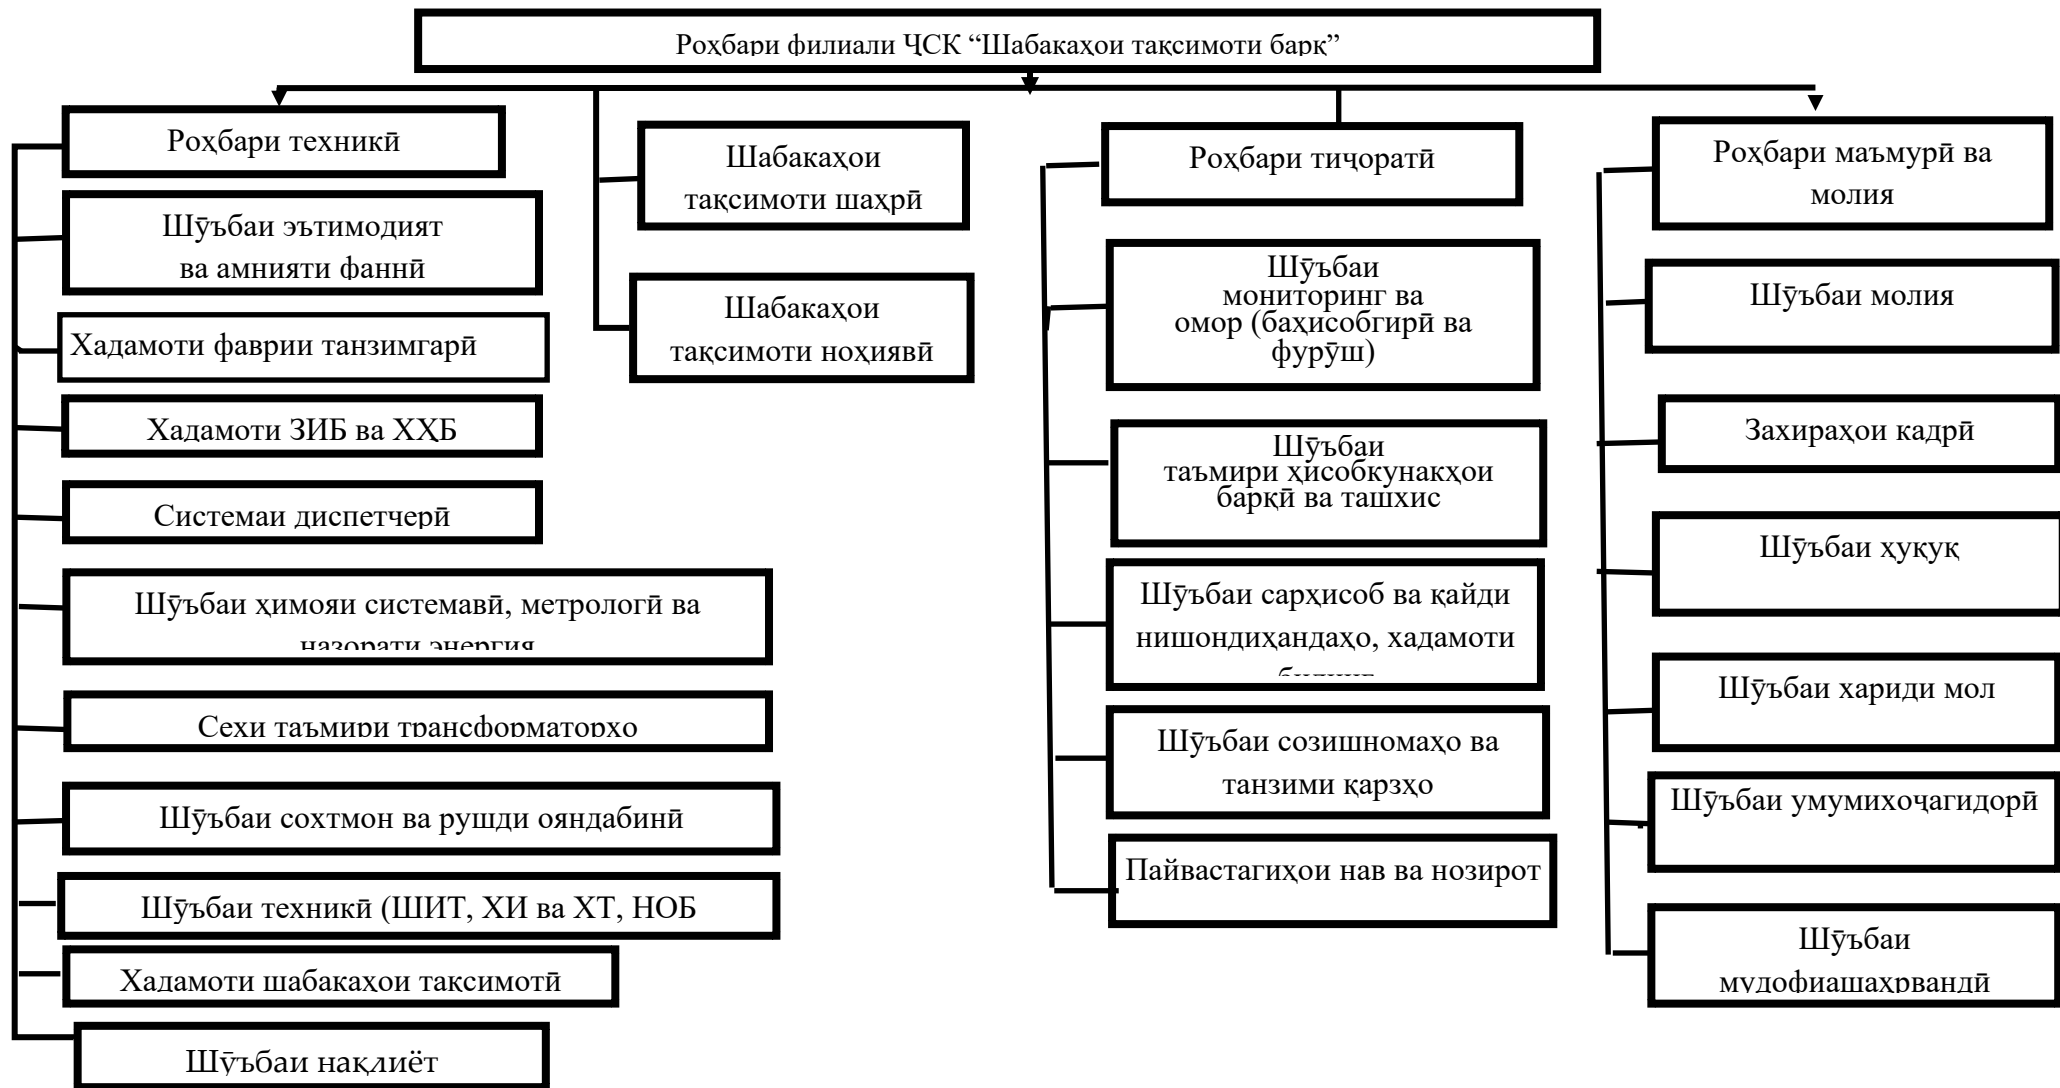 Роҳбари филиали ҶСК “Шабакаҳои тақсимоти барқ”
Роҳбари техникӣ
Шӯъбаи эътимодият
ва амнияти фаннӣ
Хадамоти фаврии танзимгарӣ
Хадамоти ЗИБ ва ХҲБ
Системаи диспетчерӣ
Шӯъбаи ҳимояи системавӣ, метрологӣ ва
назорати энергия
Сехи таъмири трансформаторҳо
Шӯъбаи сохтмон ва рушди ояндабинӣ
Шӯъбаи техникӣ (ШИТ, ХИ ва ХТ, НОБ
Хадамоти шабакаҳои тақсимотӣ
Шӯъбаи нақлиёт
Шабакаҳои
тақсимоти шаҳрӣ
Шабакаҳои
тақсимоти ноҳиявӣ
Роҳбари тиҷоратӣ
Шӯъбаи
мониторинг ва
омор (баҳисобгирӣ ва
фурӯш)
Шӯъбаи
таъмири ҳисобкунакҳои
барқӣ ва ташхис
Шӯъбаи сарҳисоб ва қайди
нишондиҳандаҳо, хадамоти
Шӯъбаи созишномаҳо ва
танзими қарзҳо
Пайвастагиҳои нав ва нозирот
Роҳбари маъмурӣ ва
молия
Шӯъбаи молия
Захираҳои кадрӣ
Шӯъбаи ҳуқуқ
Шӯъбаи хариди мол
Шӯъбаи умумихоҷагидорӣ
Шӯъбаи
мудофиашаҳрвандӣ